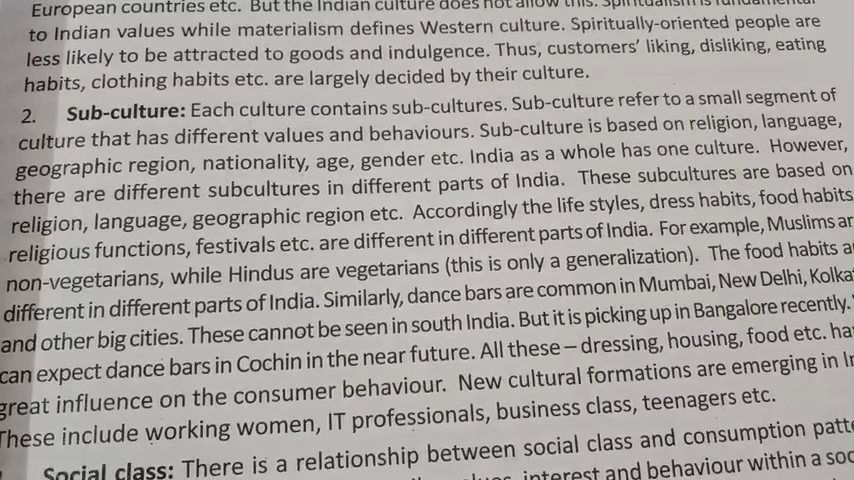 European countries etc. But the Indian culture does not allow this. Spiritualism is fundamental
to Indian values while materialism defines Western culture. Spiritually-oriented people are
less likely to be attracted to goods and indulgence. Thus, customers' liking, disliking, eating
habits, clothing habits etc. are largely decided by their culture.
2. Sub-culture: Each culture contains sub-cultures. Sub-culture refer to a small segment of
culture that has different values and behaviours. Sub-culture is based on religion, language,
geographic region, nationality, age, gender etc. India as a whole has one culture. However,
there are different subcultures in different parts of India. These subcultures are based on
religion, language, geographic region etc. Accordingly the life styles, dress habits, food habits
religious functions, festivals etc. are different in different parts of India. For example, Muslims ar
non-vegetarians, while Hindus are vegetarians (this is only a generalization). The food habits a
different in different parts of India. Similarly, dance bars are common in Mumbai, New Delhi, Kolka
and other big cities. These cannot be seen in south India. But it is picking up in Bangalore recently.
can expect dance bars in Cochin in the near future. All these – dressing, housing, food etc. ha
great influence on the consumer behaviour. New cultural formations are emerging in In
These include working women, IT professionals, business class, teenagers etc.
Social class: There is a relationship between social class and consumption patte
interest and behaviour within a soc